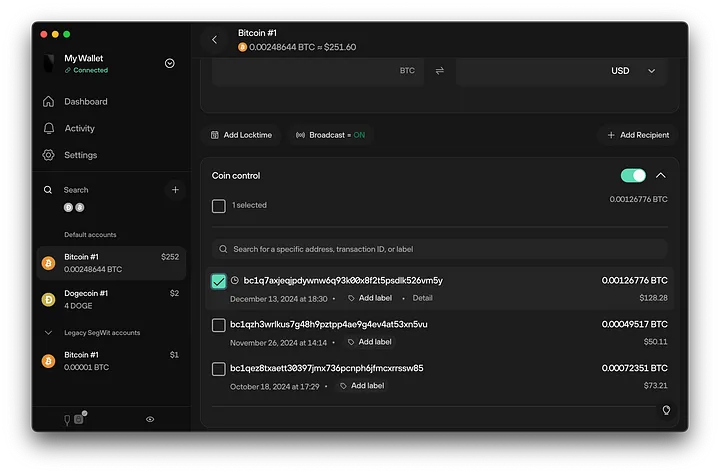 My Wallet
Connected
Dashboard
Activity
Settings
Search
Default accounts
Bitcoin #1 $252
0.00248644 BTC
Dogecoin #1 $2
4 DOGE
Legacy SegWit accounts
Bitcoin #1 $1
0.00001 BTC
Bitcoin #1
0.00248644 BTC ≈ $251.60
BTC USD
Add Locktime Broadcast = ON Add Recipient
Coin control
1 selected 0.00126776 BTC
Search for a specific address, transaction ID, or label
bc1q7axjeqjpdywnw6q93k00x8f2t5psdlk526vm5y 0.00126776 BTC
December 13, 2024 at 18:30 • Add label • Detail $128.28
bc1qzh3wrlkus7g48h9pztpp4ae9g4ev4at53xn5vu 0.00049517 BTC
November 26, 2024 at 14:14 • Add label $50.11
bc1qez8txaett30397jmx736pcnph6jfmcxrrssw85 0.00072351 BTC
October 18, 2024 at 17:29 • Add label $73.21